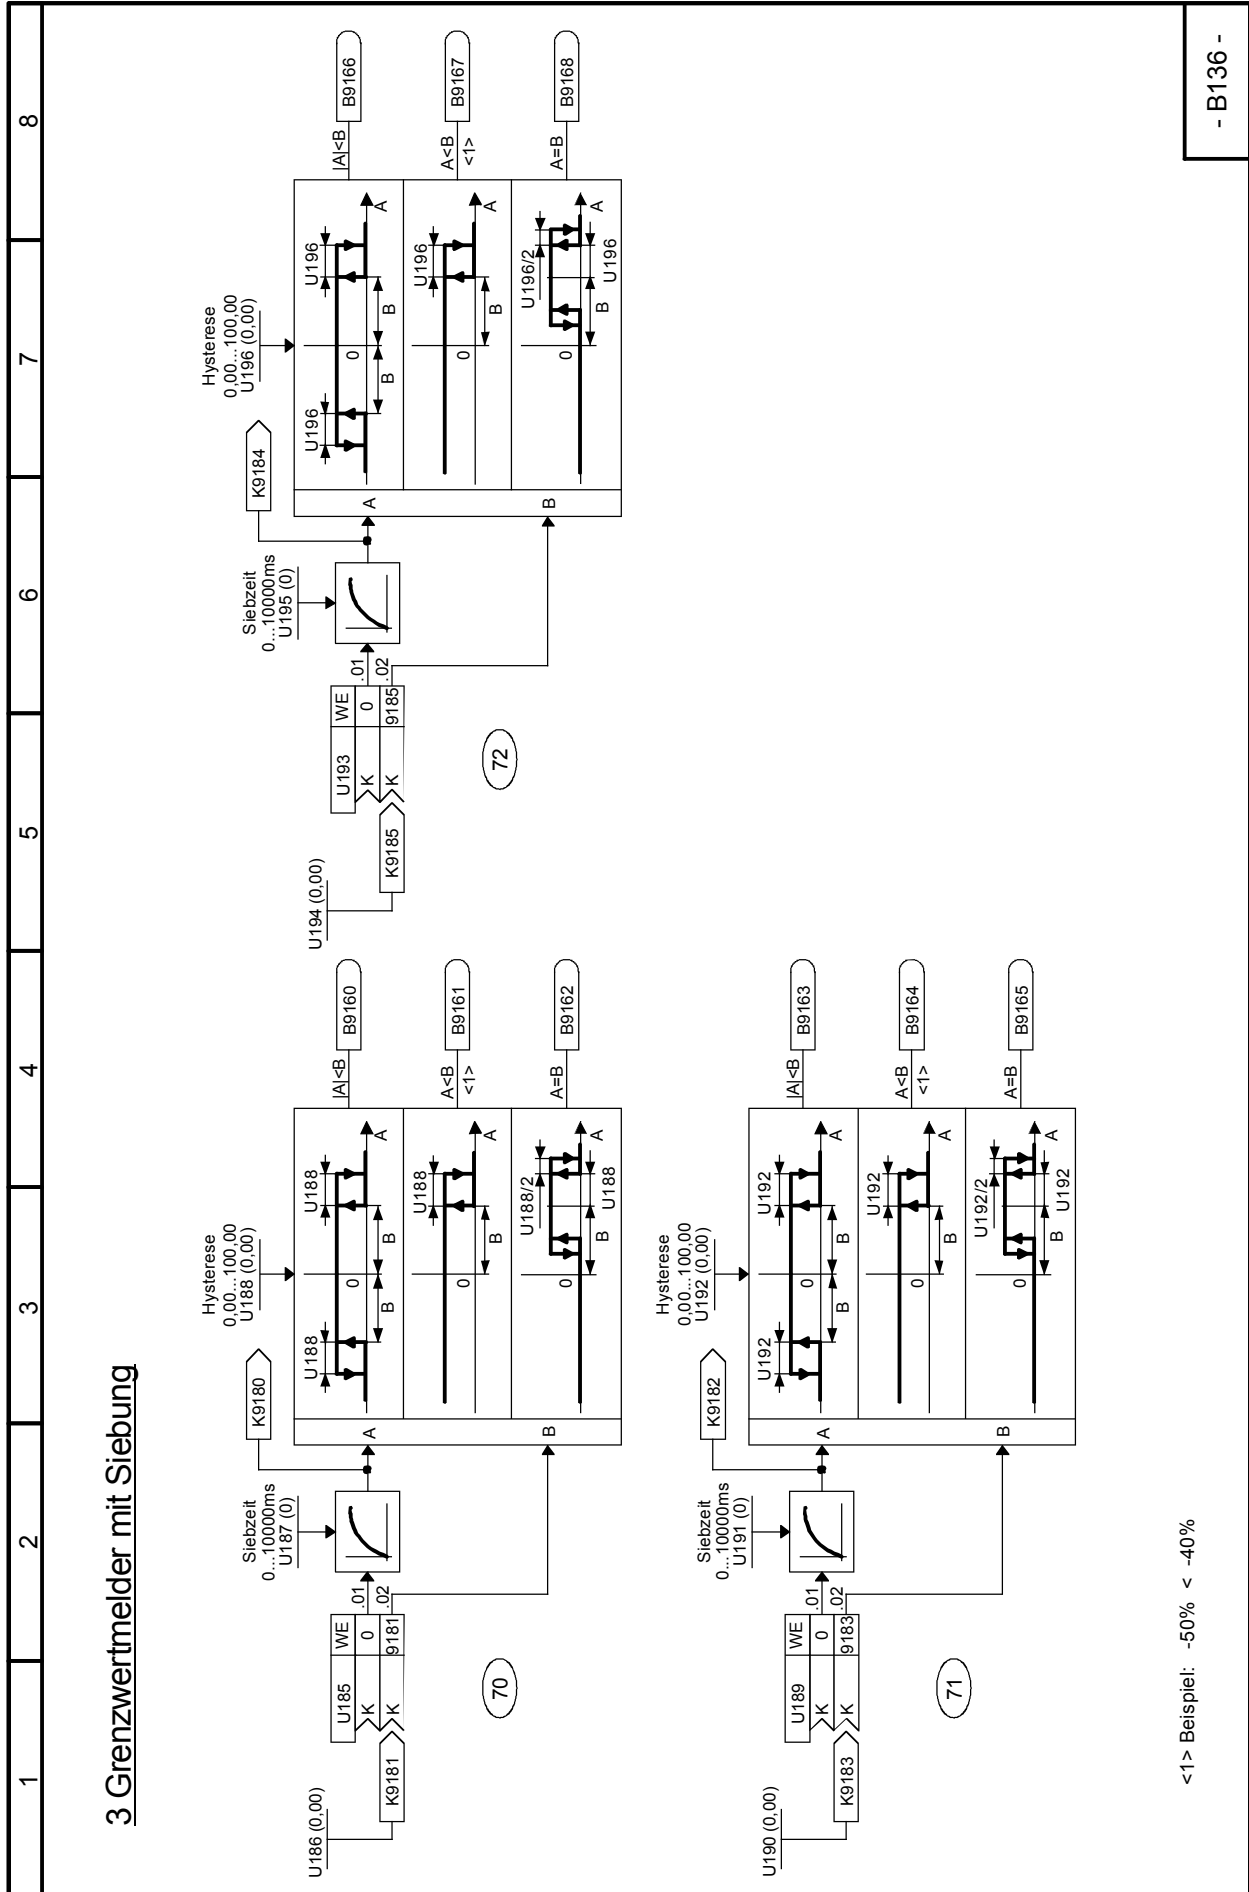 1
2
3
4
5
6
7
8
3 Grenzwertmelder mit Siebung
U186 (0,00)
K9181
U185
WE
K
0
.01
K
9181
.02
70
Siebzeit
0...10000ms
U187 (0)
K9180
Hysterese
0,00...100,00
U188 (0,00)
A
B
U188
U188
B
0
B
A
|A|<B
B9160
U188
0
B
A
A<B
<1>
B9161
U188/2
0
B
U188
A
A=B
B9162
U190 (0,00)
K9183
U189
WE
K
0
.01
K
9183
.02
71
Siebzeit
0...10000ms
U191 (0)
K9182
Hysterese
0,00...100,00
U192 (0,00)
A
B
U192
U192
B
0
B
A
|A|<B
B9163
U192
0
B
A
A<B
<1>
B9164
U192/2
0
B
U192
A
A=B
B9165
U194 (0,00)
K9185
U193
WE
K
0
.01
K
9185
.02
72
Siebzeit
0...10000ms
U195 (0)
K9184
Hysterese
0,00...100,00
U196 (0,00)
A
B
U196
U196
B
0
B
A
|A|<B
B9166
U196
0
B
A
A<B
<1>
B9167
U196/2
0
B
U196
A
A=B
B9168
<1> Beispiel: -50% < -40%
- B136 -